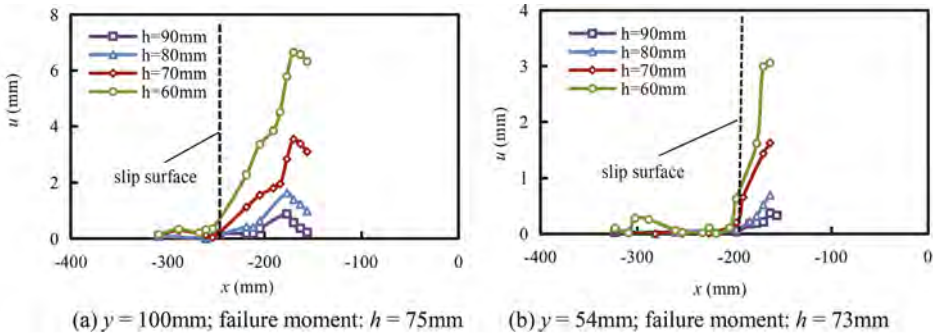 8
6
4
2
0
u (mm)
h=90mm
h=80mm
h=70mm
h=60mm
slip surface
-400
-300
-200
-100
0
x (mm)
(a) y = 100mm; failure moment: h = 75mm
4
3
2
1
0
u (mm)
h=90mm
h=80mm
h=70mm
h=60mm
slip surface
-400
-300
-200
-100
0
x (mm)
(b) y = 54mm; failure moment: h = 73mm